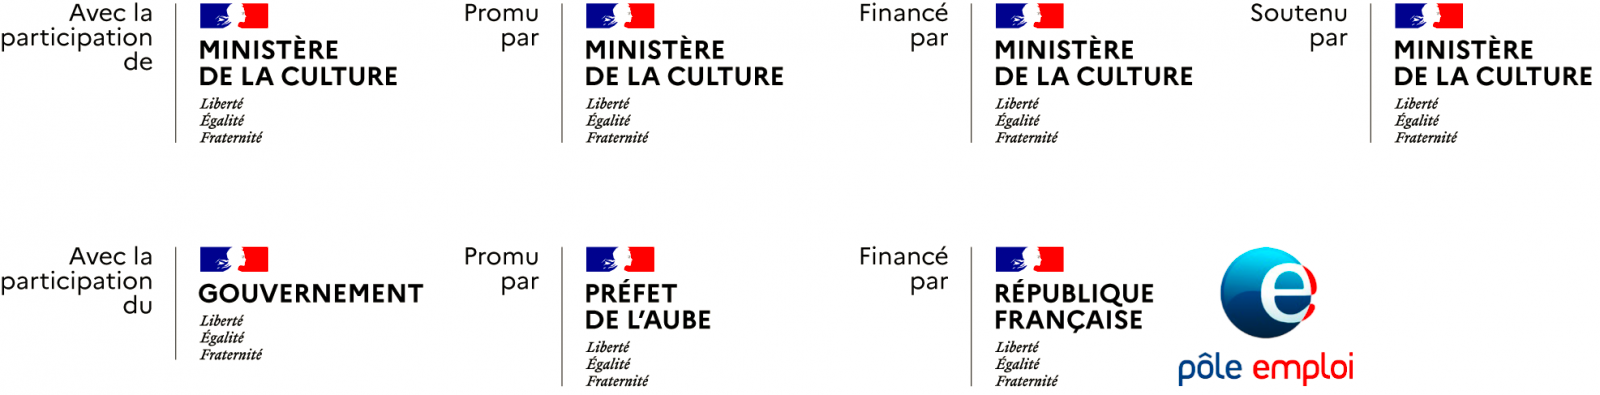 Avec la
participation
de
MINISTÈRE
DE LA CULTURE
Liberté
Égalité
Fraternité
Promu
par
MINISTÈRE
DE LA CULTURE
Liberté
Égalité
Fraternité
Financé
par
MINISTÈRE
DE LA CULTURE
Liberté
Égalité
Fraternité
Soutenu
par
MINISTÈRE
DE LA CULTURE
Liberté
Égalité
Fraternité
Avec la
participation
du
GOUVERNEMENT
Liberté
Égalité
Fraternité
Promu
par
PRÉFET
DE L'AUBE
Liberté
Égalité
Fraternité
Financé
par
RÉPUBLIQUE
FRANÇAISE
Liberté
Égalité
Fraternité
e
pôle emploi